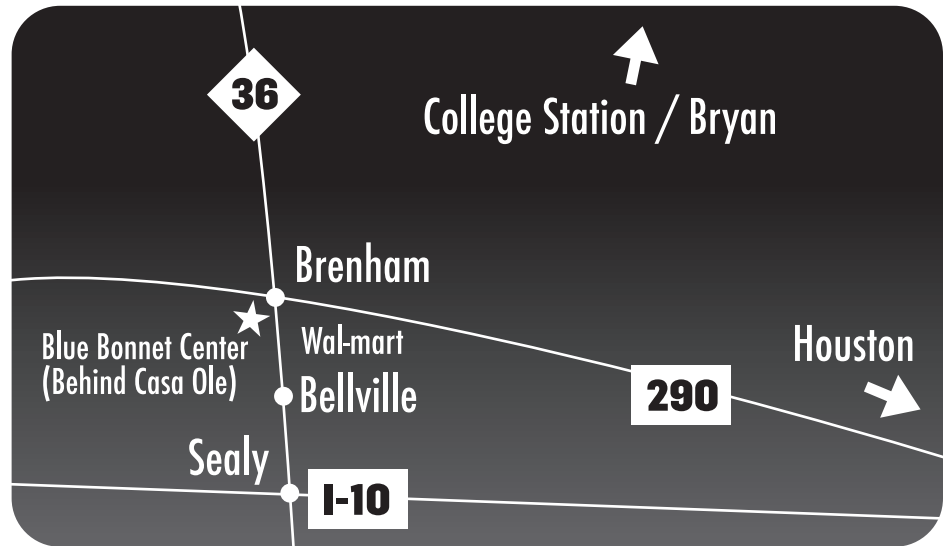 36
College Station / Bryan
Brenham
Blue Bonnet Center
(Behind Casa Ole)
Wal-mart
Houston
Bellville
290
Sealy
I-10